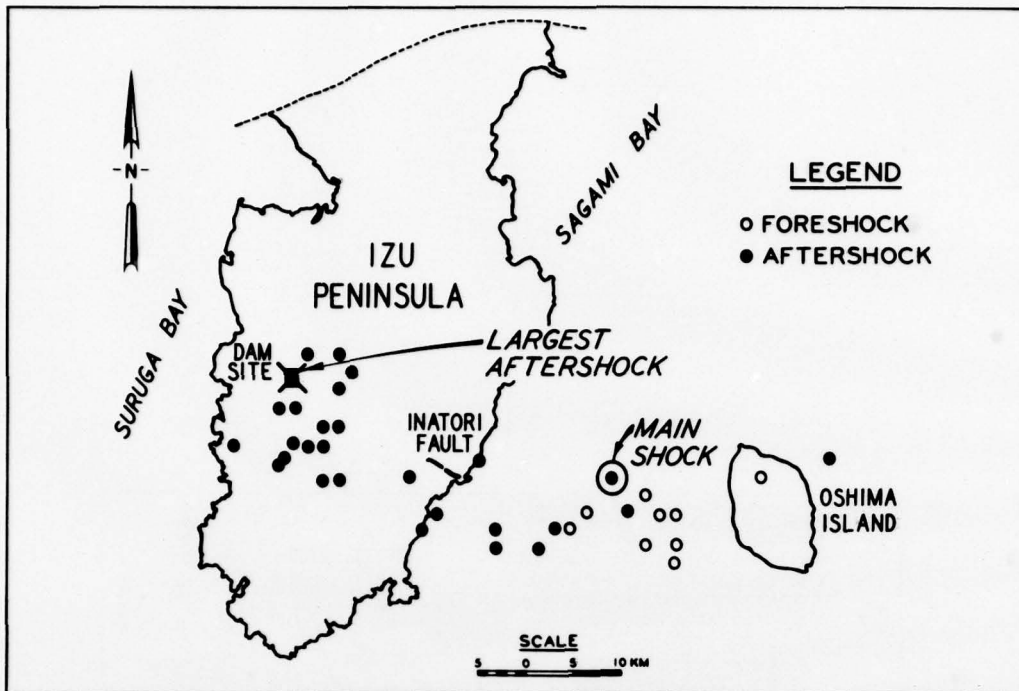 N
SAGAMI BAY
LEGEND
FORESHOCK
AFTERSHOCK
IZU
PENINSULA
SURUGA BAY
DAM
SITE
LARGEST
AFTERSHOCK
INATORI
FAULT
MAIN
SHOCK
OSHIMA
ISLAND
SCALE
5 0 5 10 KM